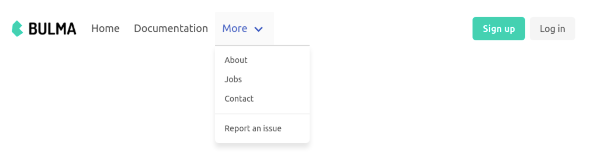 BULMA Home Documentation More Sign up Log in
About
Jobs
Contact
Report an issue